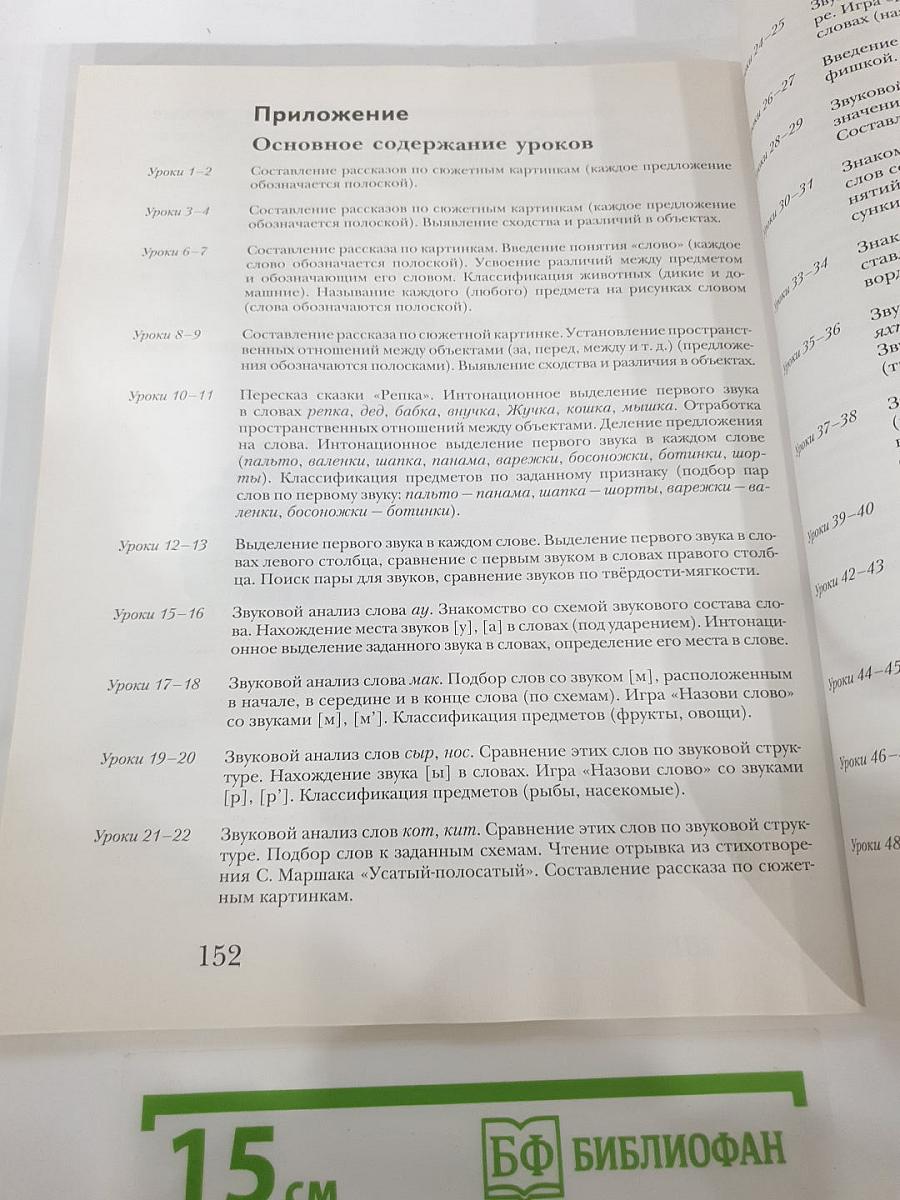 Приложение
Основное содержание уроков
Уроки 1–2
Составление рассказов по сюжетным картинкам (каждое предложение
обозначается полоской).
Уроки 3–4
Составление рассказов по сюжетным картинкам (каждое предложение
обозначается полоской). Выявление сходства и различий в объектах.
Уроки 6–7
Составление рассказа по картинкам. Введение понятия «слово» (каждое
слово обозначается полоской). Усвоение различий между предметом
и обозначающим его словом. Классификация животных (дикие и до-
машние). Называние каждого (любого) предмета на рисунках словом
(слова обозначаются полоской).
Уроки 8–9
Составление рассказа по сюжетной картинке. Установление пространст-
венных отношений между объектами (за, перед, между и т. д.) (предложе-
ния обозначаются полосками). Выявление сходства и различия в объектах.
Уроки 10–11
Пересказ сказки «Репка». Интонационное выделение первого звука
в словах репка, дед, бабка, внучка, Жучка, кошка, мышка. Отработка
пространственных отношений между объектами. Деление предложения
на слова. Интонационное выделение первого звука в каждом слове
(пальто, валенки, шапка, панама, варежки, босоножки, ботинки, шор-
ты). Классификация предметов по заданному признаку (подбор пар
слов по первому звуку: пальто – панама, шапка – шорты, варежки – ва-
ленки, босоножки – ботинки).
Уроки 12–13
Выделение первого звука в каждом слове. Выделение первого звука в сло-
вах левого столбца, сравнение с первым звуком в словах правого столб-
ца. Поиск пары для звуков, сравнение звуков по твёрдости-мягкости.
Уроки 15–16
Звуковой анализ слова ау. Знакомство со схемой звукового состава сло-
ва. Нахождение места звуков [у], [а] в словах (под ударением). Интонаци-
онное выделение заданного звука в словах, определение его места в слове.
Уроки 17–18
Звуковой анализ слова мак. Подбор слов со звуком [м], расположенным
в начале, в середине и в конце слова (по схемам). Игра «Назови слово»
со звуками [м], [м’]. Классификация предметов (фрукты, овощи).
Уроки 19–20
Звуковой анализ слов сыр, нос. Сравнение этих слов по звуковой струк-
туре. Нахождение звука [ы] в словах. Игра «Назови слово» со звуками
[р], [р’]. Классификация предметов (рыбы, насекомые).
Уроки 21–22
Звуковой анализ слов кот, кит. Сравнение этих слов по звуковой струк-
туре. Подбор слов к заданным схемам. Чтение отрывка из стихотворе-
ния С. Маршака «Усатый-полосатый». Составление рассказа по сюжет-
ным картинкам.
152
24–25
ре. Игра
словах
26–27
Введение
фишкой.
28–29
Звуковой
значени
Составл
Уроки 30–31
Знаком
слов со
нятий
сунки
Уроки 33–34
Знак
став
ворд
Уроки 35–36
Зву
яхт
Зв
(т
Уроки 37–38
З
(
Уроки 39–40
Уроки 42–43
Уроки 44–45
Уроки 46–
Уроки 48
15 см
БФ БИБЛИОФАН